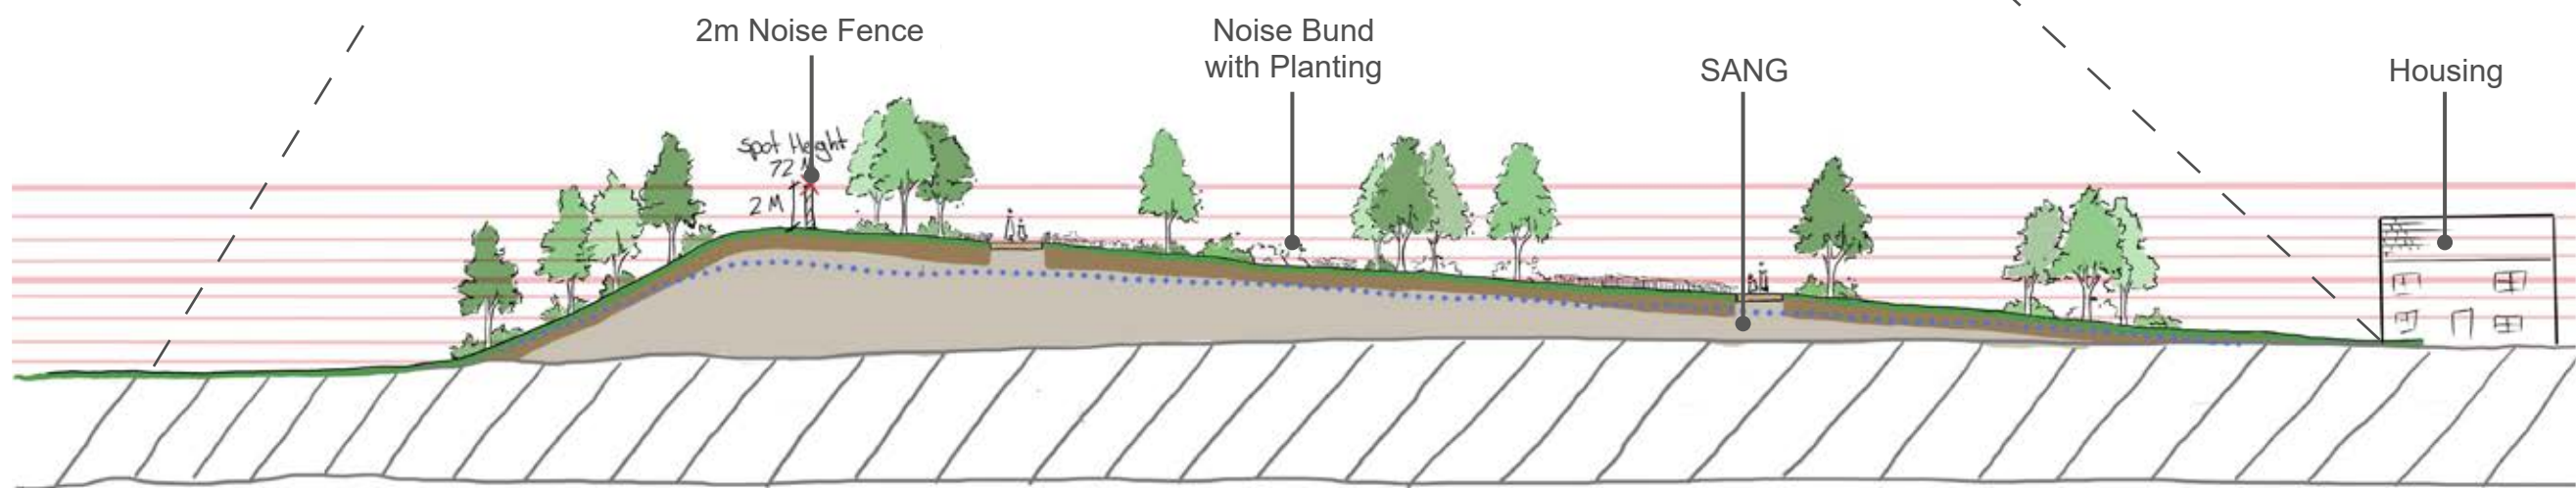 2m Noise Fence
Noise Bund
with Planting
SANG
Housing
Spot Height
72 M
2 M